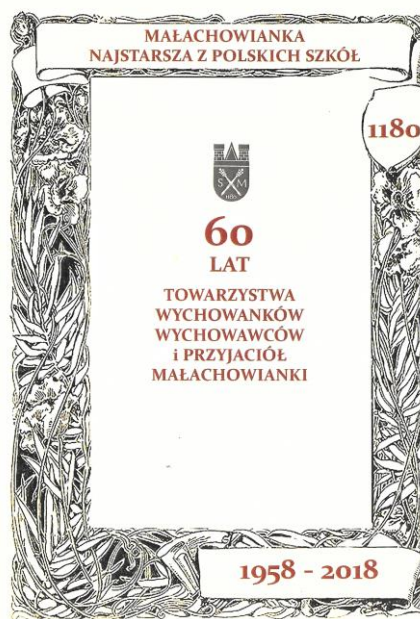 MAŁACHOWIANKA
NAJSTARSZA Z POLSKICH SZKÓŁ
1180
S M
60
LAT
TOWARZYSTWA
WYCHOWANKÓW
WYCHOWAWCÓW
i PRZYJACIÓŁ
MAŁACHOWIANKI
1958 - 2018